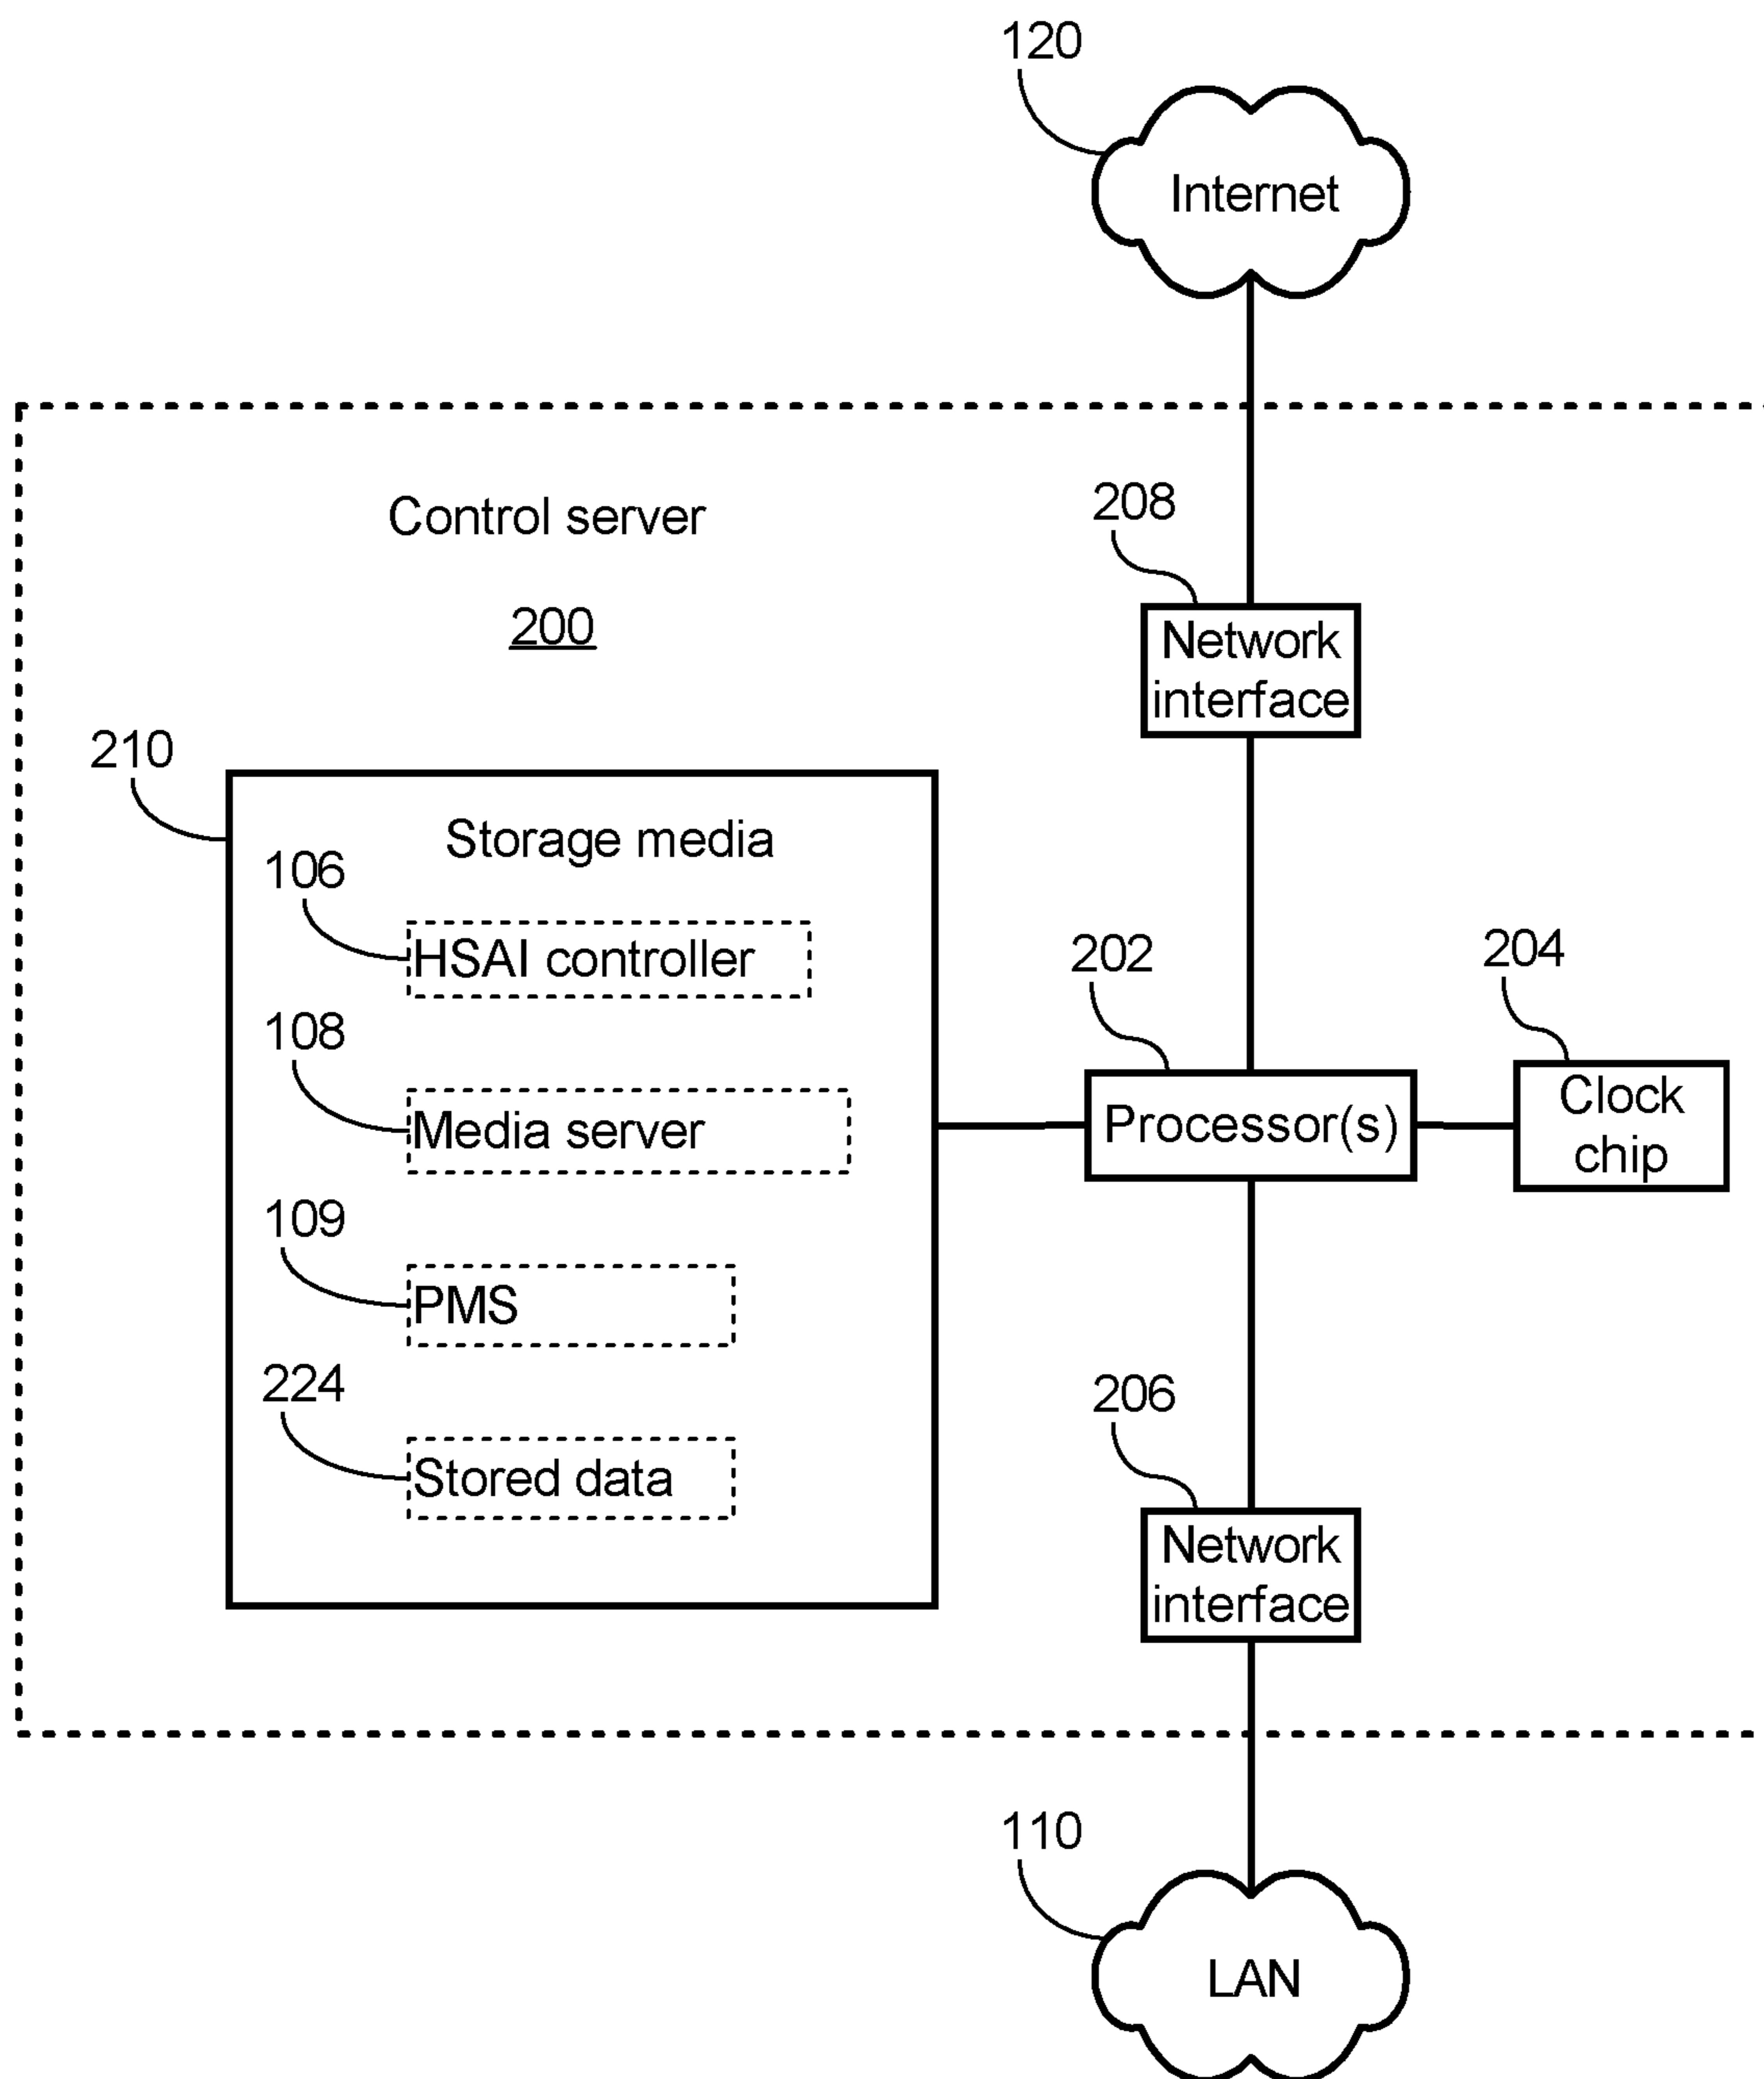 120
Internet
Control server
200
208
Network
interface
210
Storage media
106
HSAI controller
108
Media server
109
PMS
224
Stored data
202
Processor(s)
204
Clock
chip
206
Network
interface
110
LAN